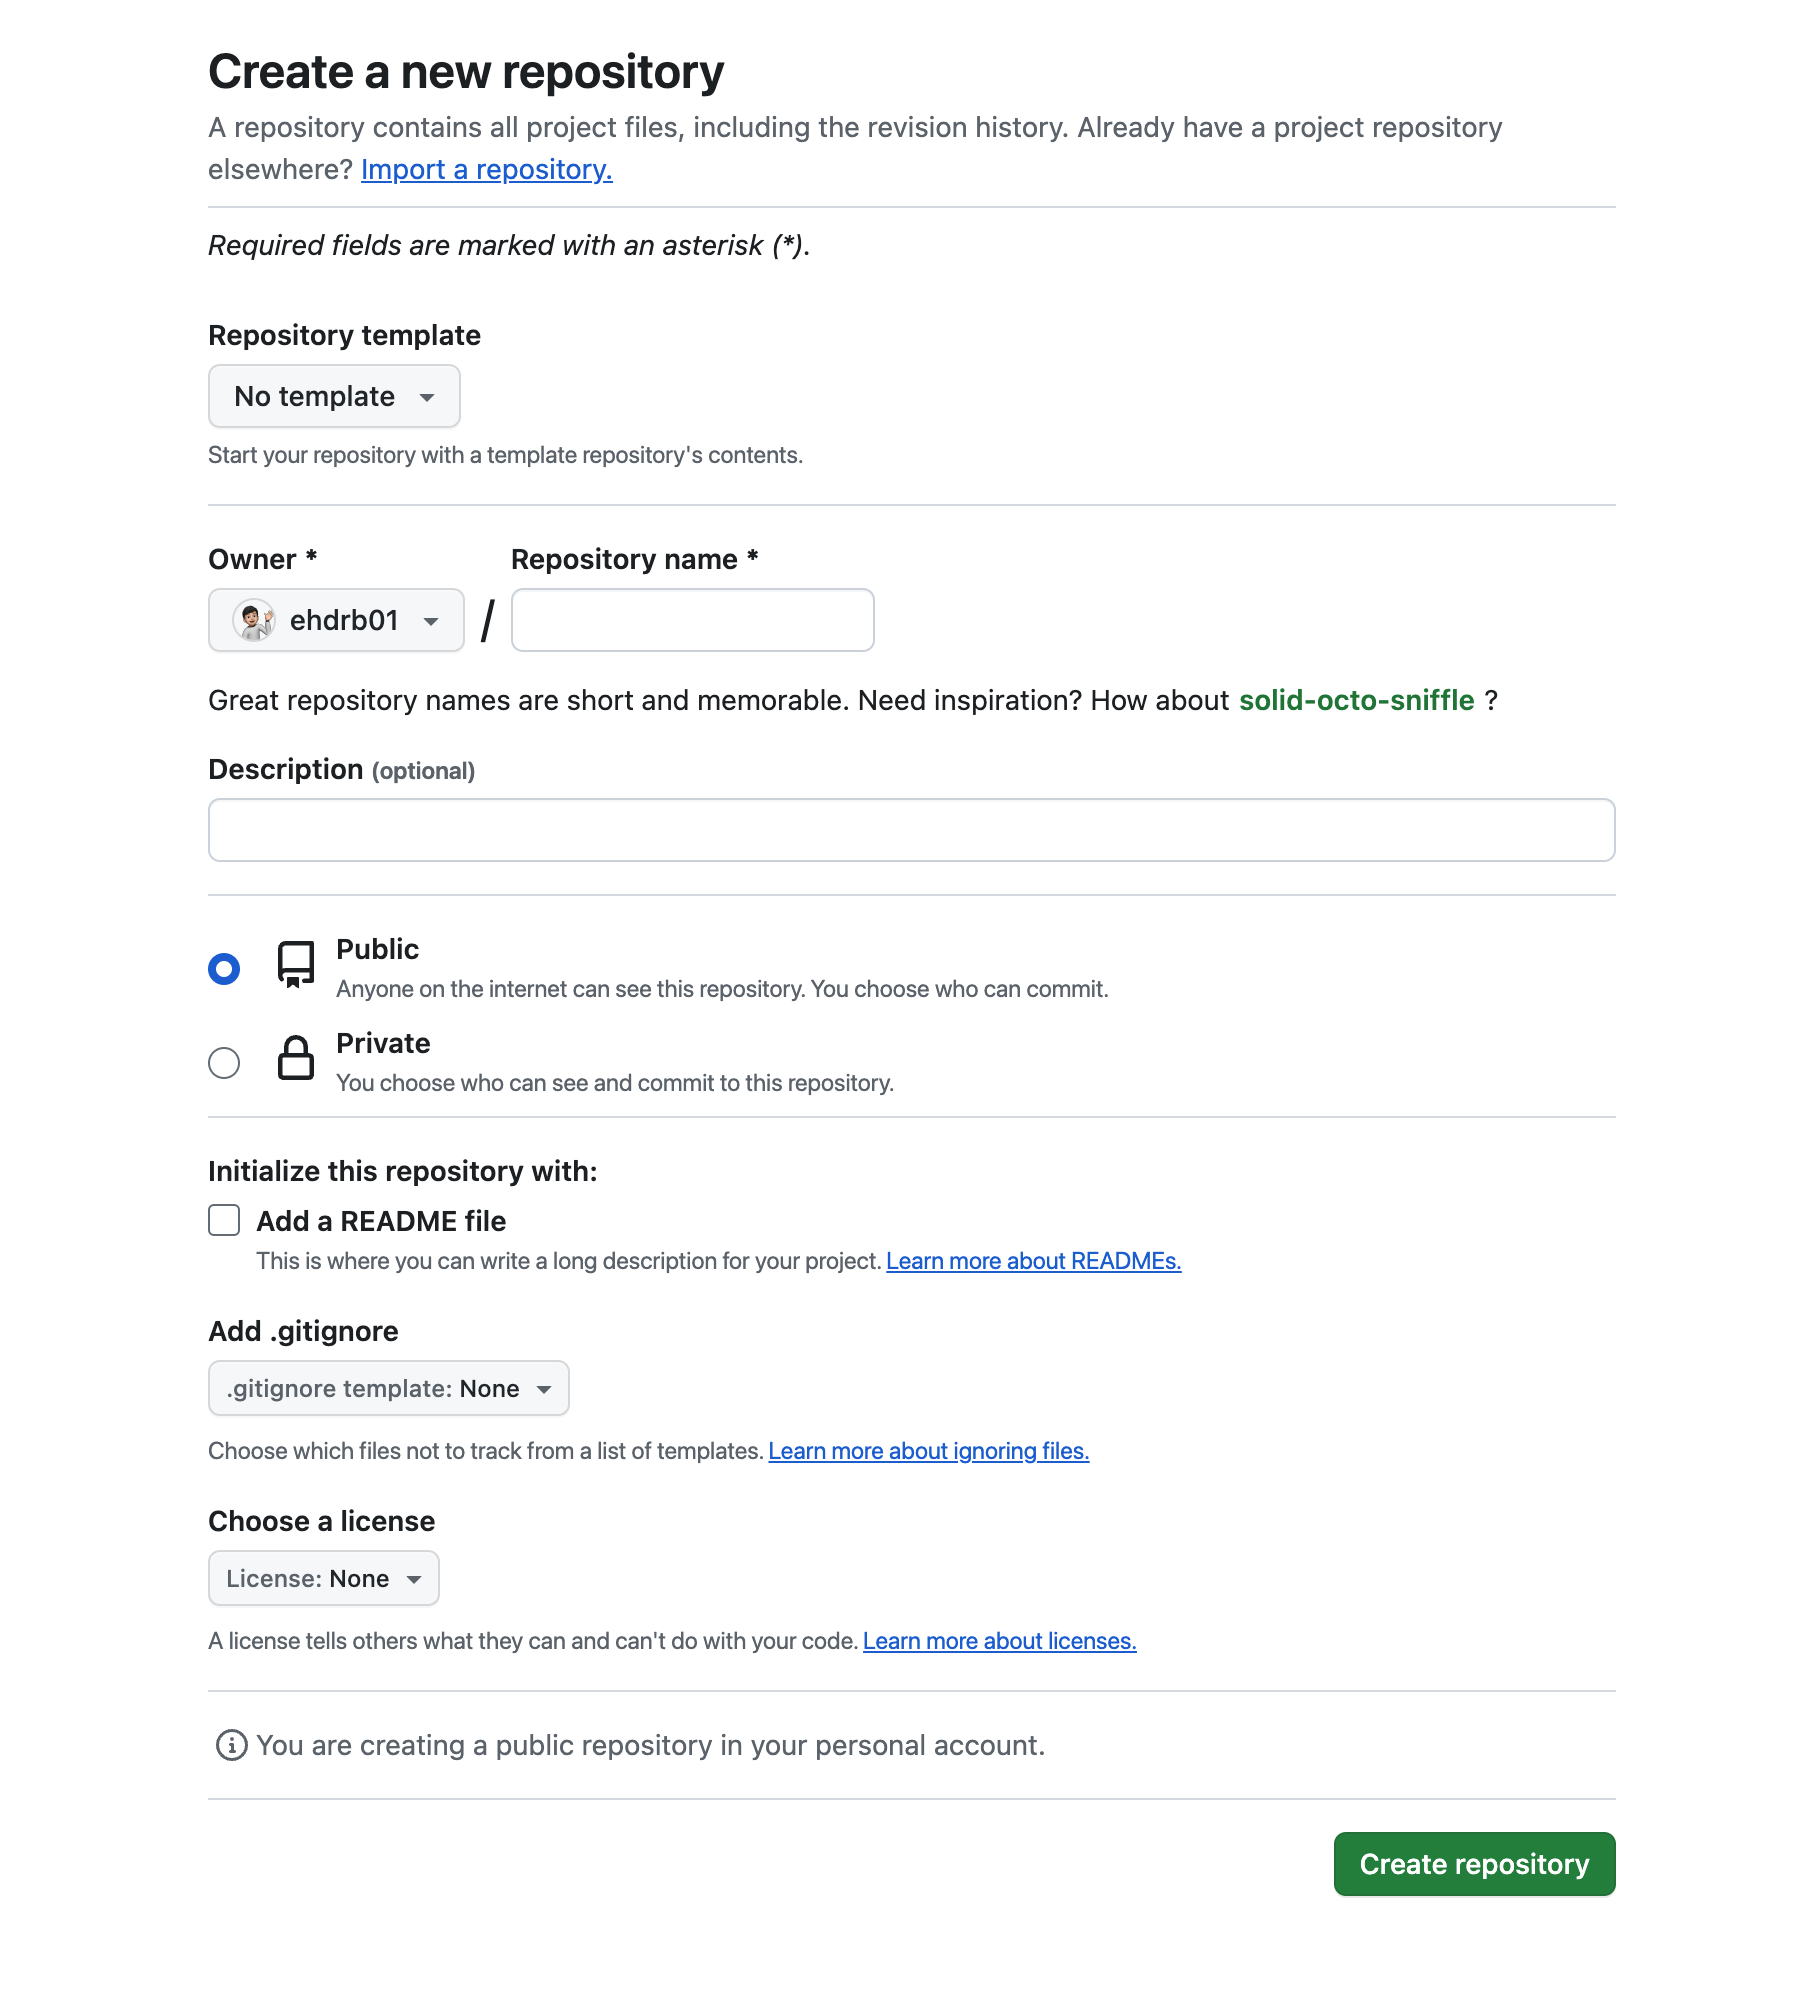 Create a new repository
A repository contains all project files, including the revision history. Already have a project repository
elsewhere? Import a repository.
Required fields are marked with an asterisk (*).
Repository template
No template
Start your repository with a template repository's contents.
Owner *
Repository name *
ehdrb01
/
Great repository names are short and memorable. Need inspiration? How about solid-octo-sniffle ?
Description (optional)
Public
Anyone on the internet can see this repository. You choose who can commit.
Private
You choose who can see and commit to this repository.
Initialize this repository with:
Add a README file
This is where you can write a long description for your project. Learn more about READMEs.
Add .gitignore
.gitignore template: None
Choose which files not to track from a list of templates. Learn more about ignoring files.
Choose a license
License: None
A license tells others what they can and can't do with your code. Learn more about licenses.
You are creating a public repository in your personal account.
Create repository